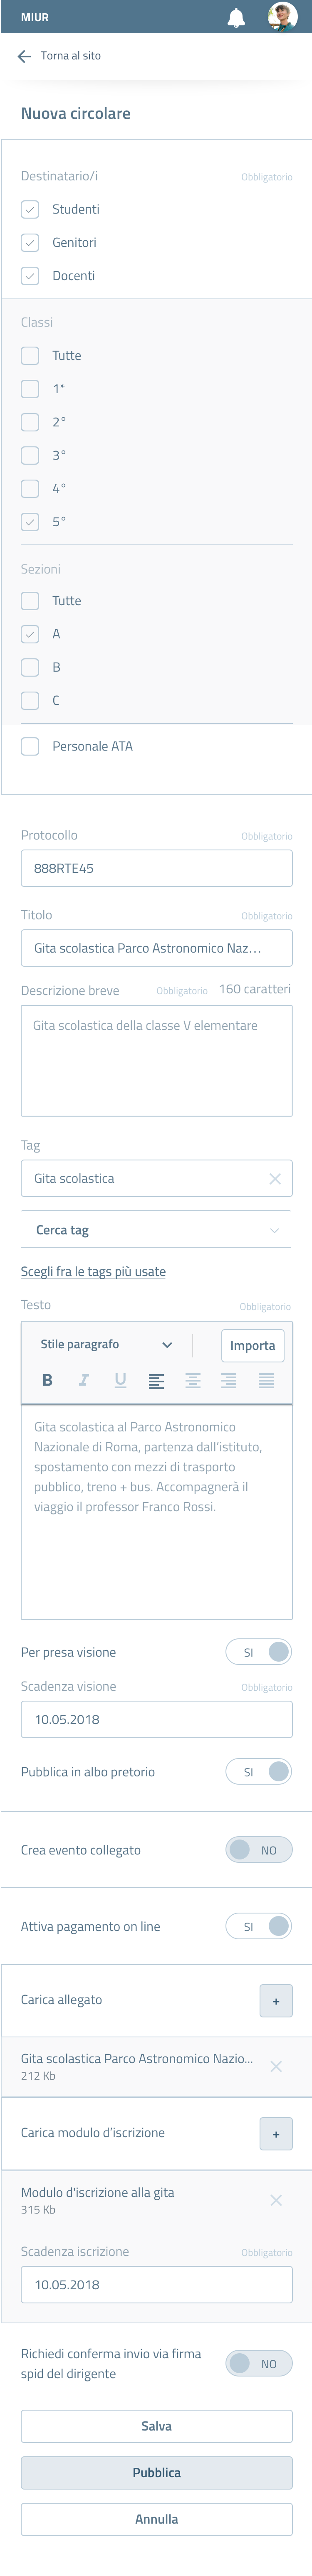 MIUR
Torna al sito
Nuova circolare
Destinatario/i Obbligatorio
Studenti
Genitori
Docenti
Classi
Tutte
1*
2°
3°
4°
5°
Sezioni
Tutte
A
B
C
Personale ATA
Protocollo Obbligatorio
888RTE45
Titolo Obbligatorio
Gita scolastica Parco Astronomico Naz...
Descrizione breve Obbligatorio 160 caratteri
Gita scolastica della classe V elementare
Tag
Gita scolastica
Cerca tag
Scegli fra le tags più usate
Testo Obbligatorio
Stile paragrafo Importa
B I U
Gita scolastica al Parco Astronomico
Nazionale di Roma, partenza dall'istituto,
spostamento con mezzi di trasporto
pubblico, treno + bus. Accompagnerà il
viaggio il professor Franco Rossi.
Per presa visione SI
Scadenza visione Obbligatorio
10.05.2018
Pubblica in albo pretorio SI
Crea evento collegato NO
Attiva pagamento on line SI
Carica allegato +
Gita scolastica Parco Astronomico Nazio...
212 Kb
Carica modulo d'iscrizione +
Modulo d'iscrizione alla gita
315 Kb
Scadenza iscrizione Obbligatorio
10.05.2018
Richiedi conferma invio via firma
spid del dirigente NO
Salva
Pubblica
Annulla